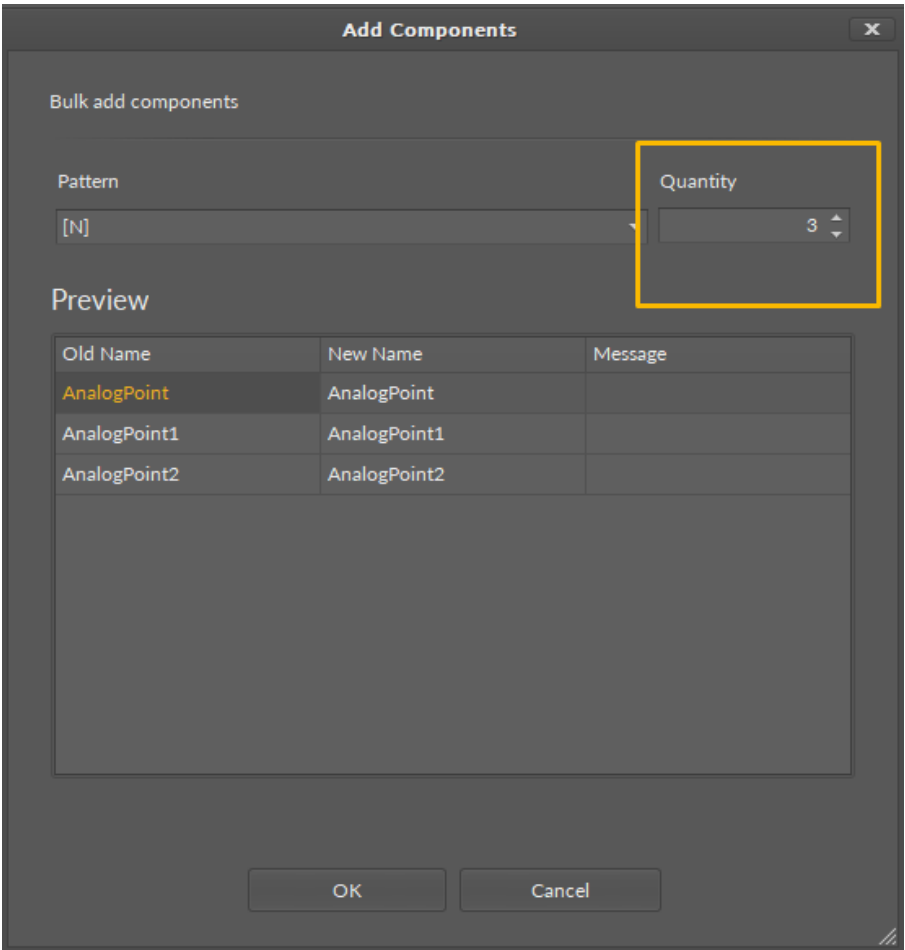 Add Components
Bulk add components
Pattern
Quantity
[N]
3
Preview
Old Name New Name Message
AnalogPoint AnalogPoint
AnalogPoint1 AnalogPoint1
AnalogPoint2 AnalogPoint2
OK Cancel